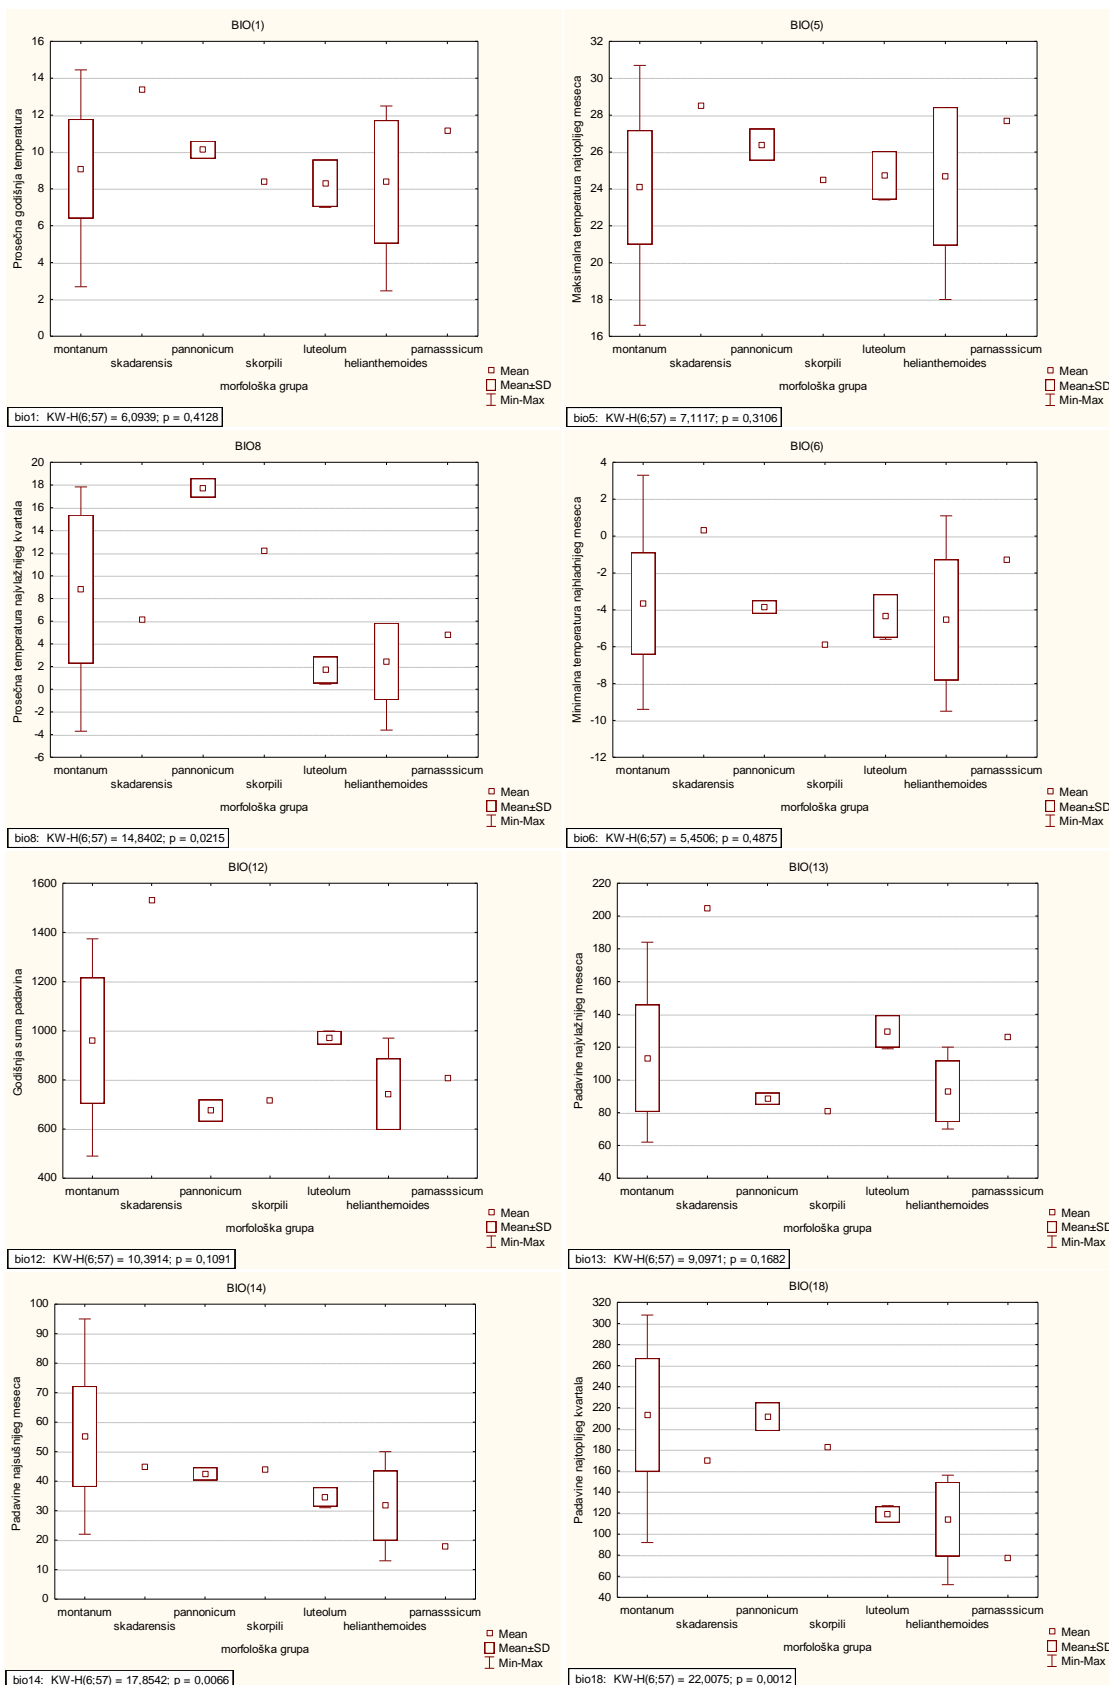 BIO(1)
Prosečna godišnja temperatura
16
14
12
10
8
6
4
2
0
montanum
skadarensis
pannonicum
skorpili
luteolum
helianthemoides
parnasssicum
morfološka grupa
Mean
Mean±SD
Min-Max
bio1: KW-H(6;57) = 6,0939; p = 0,4128
BIO(5)
Maksimalna temperatura najtoplijeg meseca
32
30
28
26
24
22
20
18
16
montanum
skadarensis
pannonicum
skorpili
luteolum
helianthemoides
parnasssicum
morfološka grupa
Mean
Mean±SD
Min-Max
bio5: KW-H(6;57) = 7,1117; p = 0,3106
BIO8
Prosečna temperatura najvlažnijeg kvartala
20
18
16
14
12
10
8
6
4
2
0
-2
-4
-6
montanum
skadarensis
pannonicum
skorpili
luteolum
helianthemoides
parnasssicum
morfološka grupa
Mean
Mean±SD
Min-Max
bio8: KW-H(6;57) = 14,8402; p = 0,0215
BIO(6)
Minimalna temperatura najhladnijeg meseca
4
2
0
-2
-4
-6
-8
-10
-12
montanum
skadarensis
pannonicum
skorpili
luteolum
helianthemoides
parnasssicum
morfološka grupa
Mean
Mean±SD
Min-Max
bio6: KW-H(6;57) = 5,4506; p = 0,4875
BIO(12)
Godišnja suma padavina
1600
1400
1200
1000
800
600
400
montanum
skadarensis
pannonicum
skorpili
luteolum
helianthemoides
parnasssicum
morfološka grupa
Mean
Mean±SD
Min-Max
bio12: KW-H(6;57) = 10,3914; p = 0,1091
BIO(13)
Padavine najvlažnijeg meseca
220
200
180
160
140
120
100
80
60
40
montanum
skadarensis
pannonicum
skorpili
luteolum
helianthemoides
parnasssicum
morfološka grupa
Mean
Mean±SD
Min-Max
bio13: KW-H(6;57) = 9,0971; p = 0,1682
BIO(14)
Padavine najsušnijeg meseca
100
90
80
70
60
50
40
30
20
10
0
montanum
skadarensis
pannonicum
skorpili
luteolum
helianthemoides
parnasssicum
morfološka grupa
Mean
Mean±SD
Min-Max
bio14: KW-H(6;57) = 17,8542; p = 0,0066
BIO(18)
Padavine najtoplijeg kvartala
320
300
280
260
240
220
200
180
160
140
120
100
80
60
40
montanum
skadarensis
pannonicum
skorpili
luteolum
helianthemoides
parnasssicum
morfološka grupa
Mean
Mean±SD
Min-Max
bio18: KW-H(6;57) = 22,0075; p = 0,0012